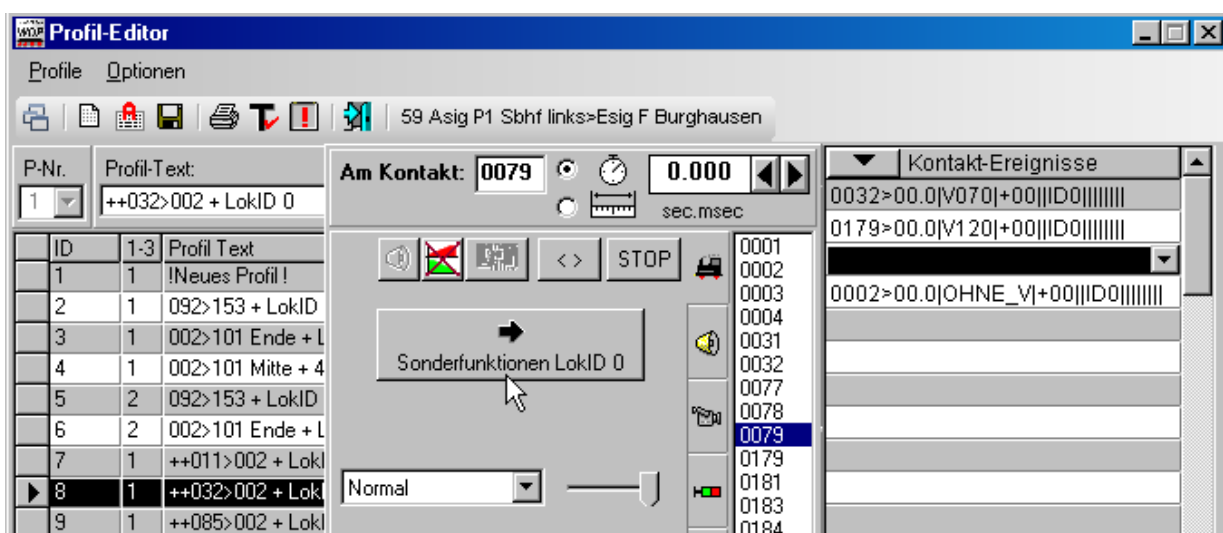 WDP Profil-Editor
Profile Optionen
59 Asig P1 Sbhf links>Esig F Burghausen
P-Nr. Profil-Text:
1 ++032>002 + LokID 0
Am Kontakt: 0079 0.000
sec.msec
< > STOP
Sonderfunktionen LokID 0
Normal
ID 1-3 Profil Text
1 1 !Neues Profil !
2 1 092>153 + LokID
3 1 002>101 Ende + L
4 1 002>101 Mitte + 4
5 2 092>153 + LokID
6 2 002>101 Ende + L
7 1 ++011>002 + LokI
8 1 ++032>002 + LokI
9 1 ++085>002 + LokI
0001
0002
0003
0004
0031
0032
0077
0078
0079
0179
0181
0183
0184
Kontakt-Ereignisse
0032>00.0|V070|+00||ID0||||||||
0179>00.0|V120|+00||ID0||||||||
0002>00.0|OHNE_V|+00||ID0||||||||